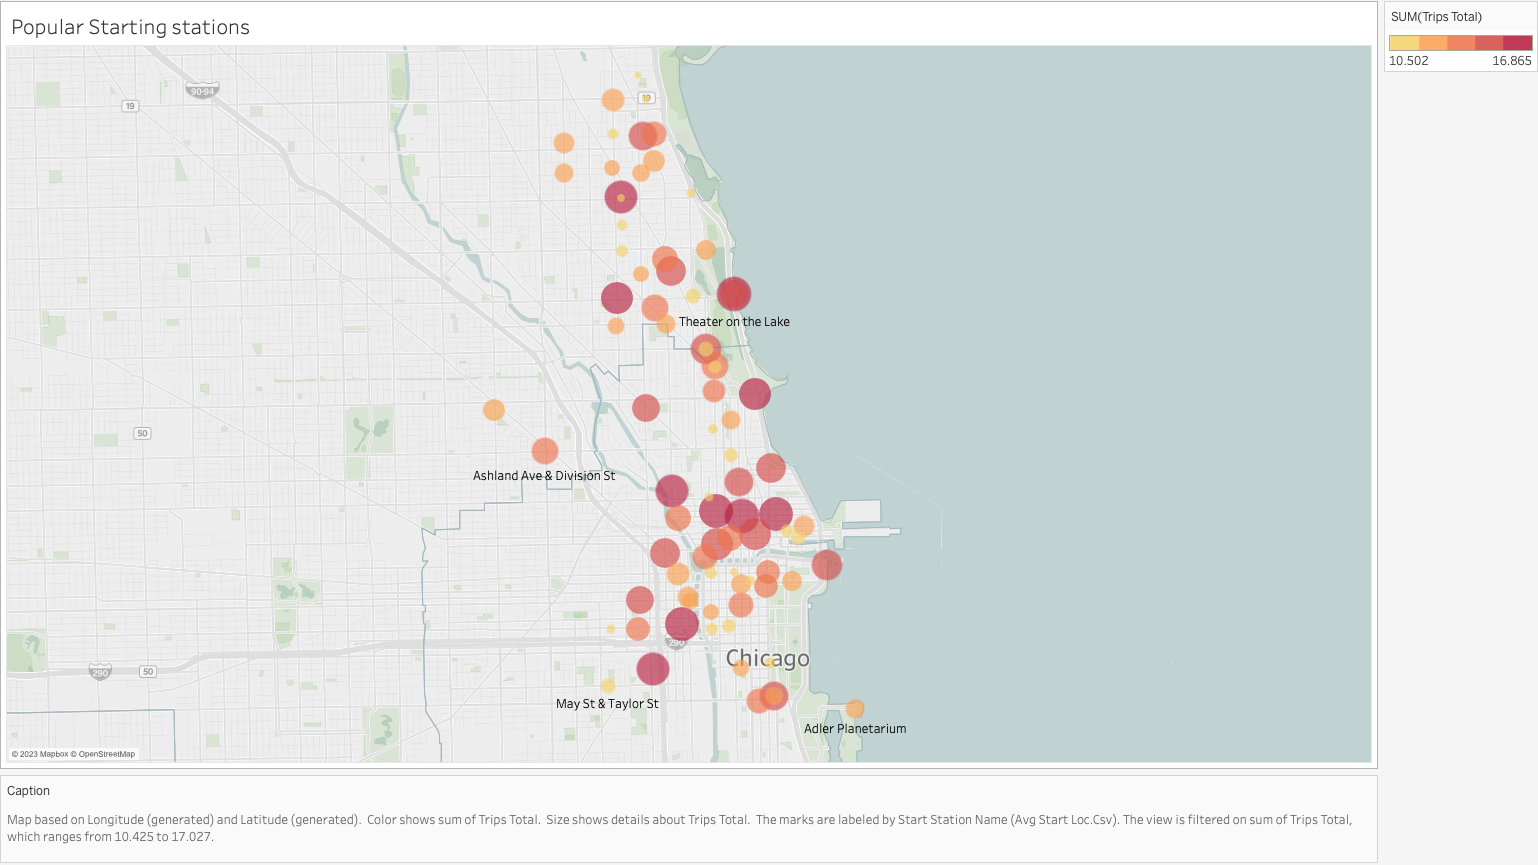 Popular Starting stations
SUM(Trips Total)
10.502 16.865
90-94
19
19
Theater on the Lake
50
Ashland Ave & Division St
290
Chicago
290
50
May St & Taylor St
Adler Planetarium
© 2023 Mapbox © OpenStreetMap
Caption
Map based on Longitude (generated) and Latitude (generated).  Color shows sum of Trips Total.  Size shows details about Trips Total.  The marks are labeled by Start Station Name (Avg Start Loc.Csv). The view is filtered on sum of Trips Total,
which ranges from 10.425 to 17.027.